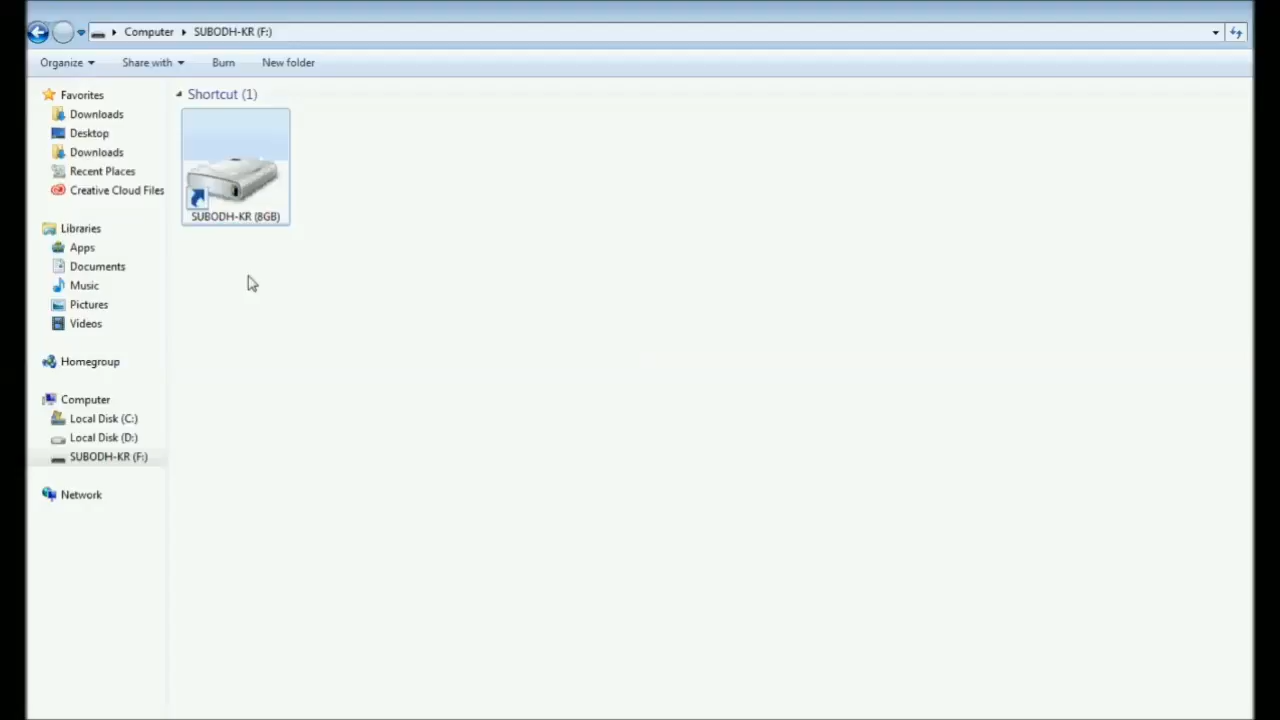 Computer SUBODH-KR (F:)
Organize Share with Burn New folder
Favorites
Downloads
Desktop
Downloads
Recent Places
Creative Cloud Files
Libraries
Apps
Documents
Music
Pictures
Videos
Homegroup
Computer
Local Disk (C:)
Local Disk (D:)
SUBODH-KR (F:)
Network
Shortcut (1)
SUBODH-KR (8GB)